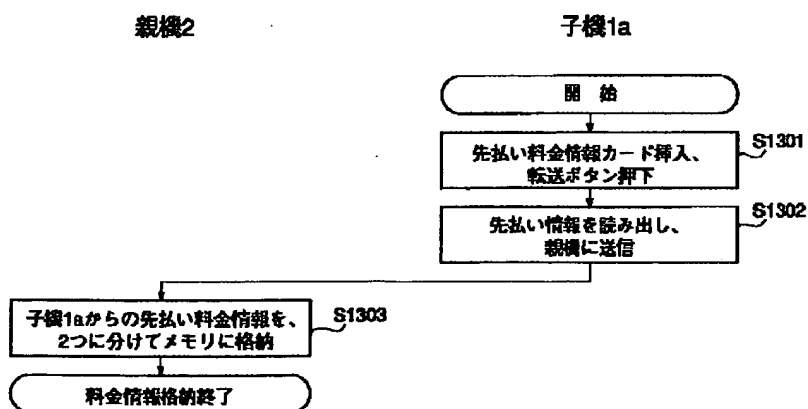 親機2
子機1a
開 始
先払い料金情報カード挿入、
転送ボタン押下
S1301
先払い情報を読み出し、
親機に送信
S1302
子機1aからの先払い料金情報を、
2つに分けてメモリに格納
S1303
料金情報格納終了